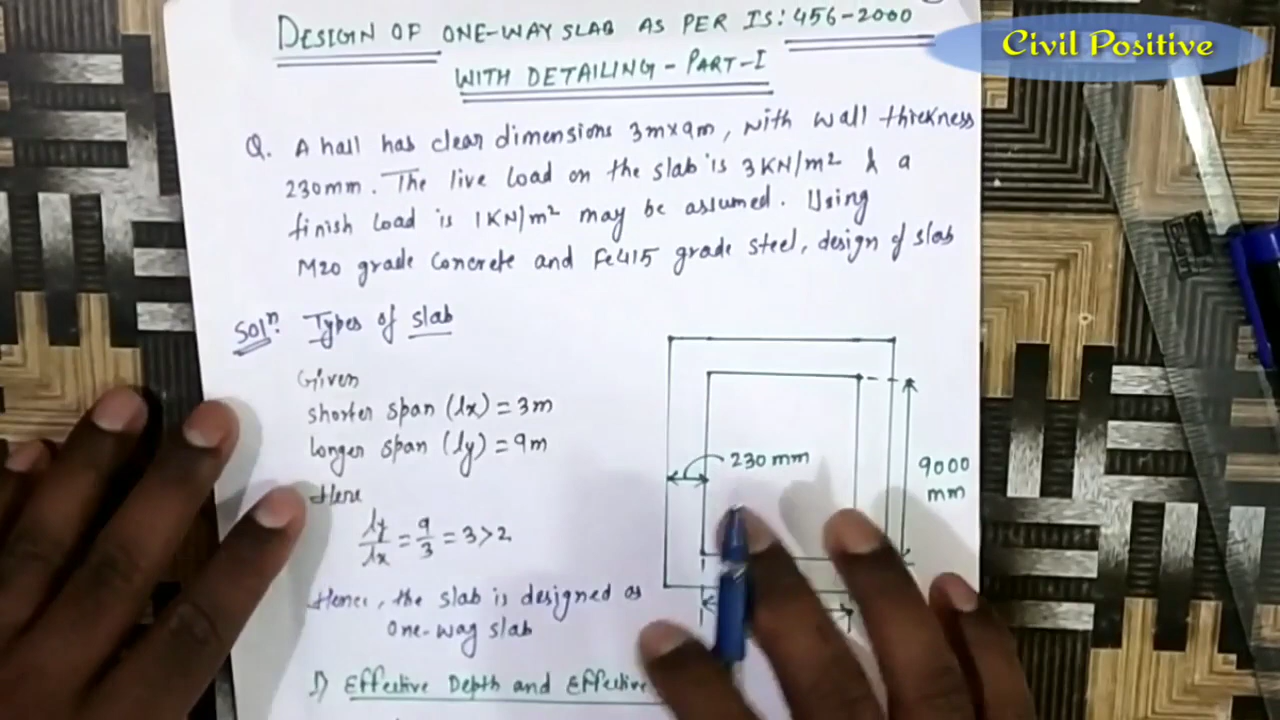 DESIGN OF ONE-WAY SLAB AS PER IS:456-2000
WITH DETAILING - PART-I
Civil Positive
Q. A hall has clear dimensions 3mx9m, with wall thickness
230mm. The live load on the slab is 3KN/m² & a
finish load is 1KN/m² may be assumed. Using
M20 grade concrete and Fe415 grade steel, design of slab
Solⁿ: Types of slab
Given
shorter span (lx) = 3m
longer span (ly) = 9m
Here
ly/lx = 9/3 = 3 > 2
Hence, the slab is designed as
one-way slab
1) Effective Depth and Effective
230 mm
9000
mm